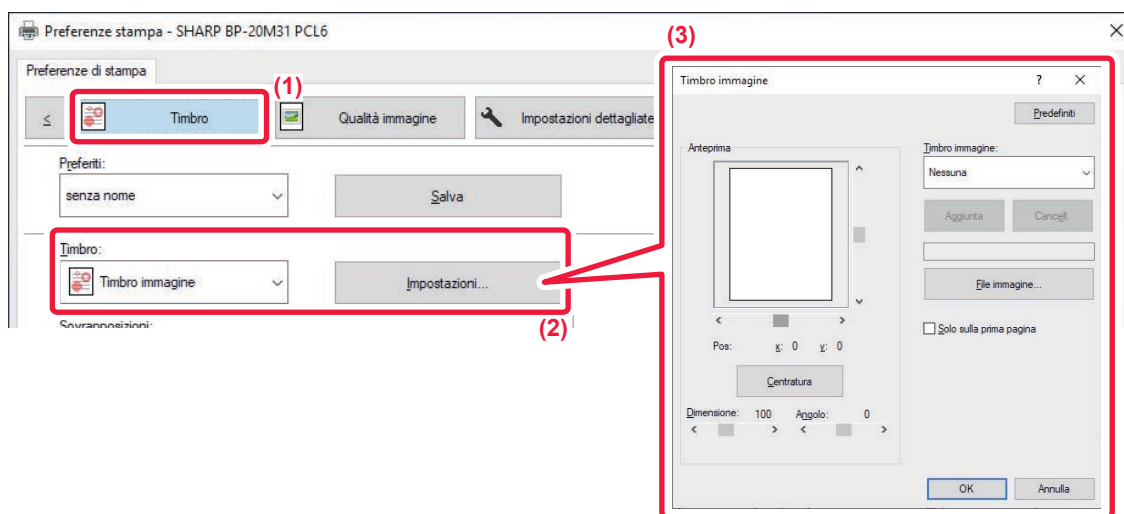 Preferenze stampa - SHARP BP-20M31 PCL6
Preferenze di stampa
(1)
≤ Timbro Qualità immagine Impostazioni dettagliate
Preferiti:
senza nome Salva
Timbro:
Timbro immagine Impostazioni...
(2)
Sovrapposizioni:
(3)
Timbro immagine ? ×
Predefiniti
Anteprima
Timbro immagine:
Nessuna
Aggiunta Cancell.
File immagine...
Solo sulla prima pagina
Pos: x: 0 y: 0
Centratura
Dimensione: 100 Angolo: 0
OK Annulla